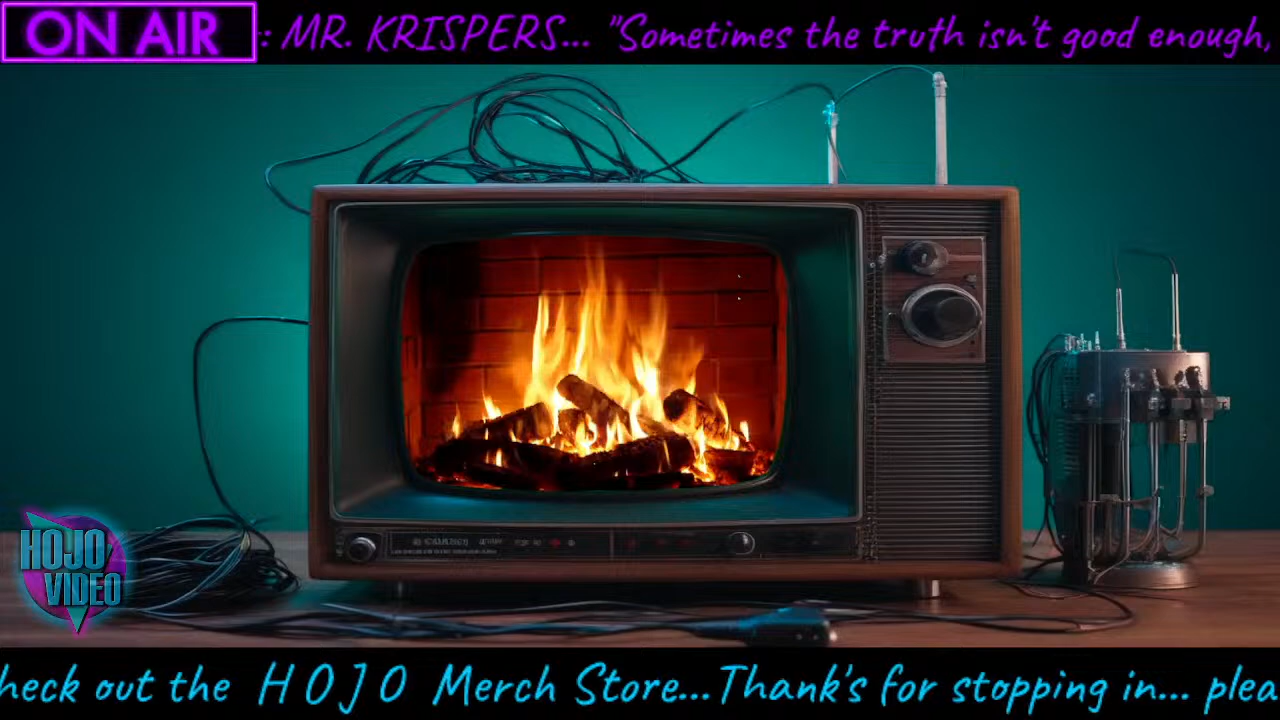 ON AIR
: MR. KRISPERS... "Sometimes the truth isn't good enough,
HOJO
VIDEO
heck out the H O J O Merch Store...Thank's for stopping in... plea